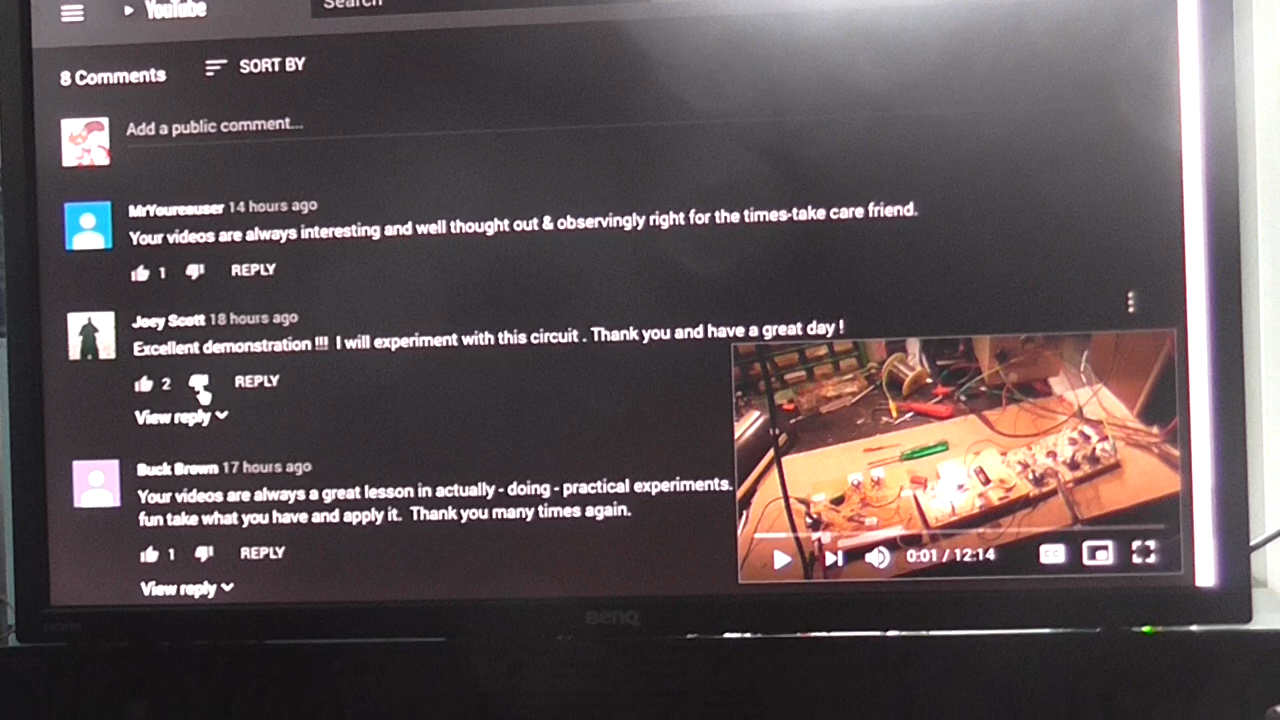 YouTube
Search
8 Comments
SORT BY
Add a public comment...
MrYoureauser 14 hours ago
Your videos are always interesting and well thought out & observingly right for the times-take care friend.
1 REPLY
Joey Scott 18 hours ago
Excellent demonstration !!! I will experiment with this circuit . Thank you and have a great day !
2 REPLY
View reply
Buck Brown 17 hours ago
Your videos are always a great lesson in actually - doing - practical experiments.
fun take what you have and apply it. Thank you many times again.
1 REPLY
View reply
0:01 / 12:14
CC
BenQ
HDMI